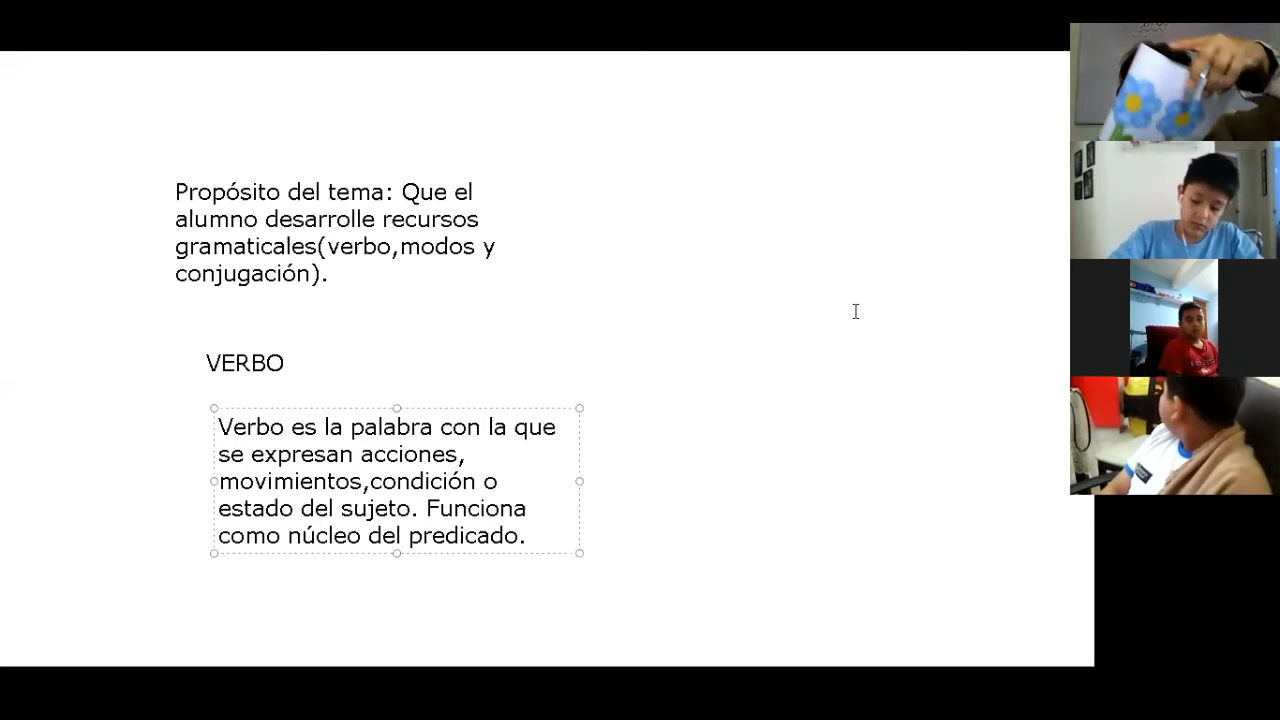 Propósito del tema: Que el
alumno desarrolle recursos
gramaticales(verbo,modos y
conjugación).
VERBO
Verbo es la palabra con la que
se expresan acciones,
movimientos,condición o
estado del sujeto. Funciona
como núcleo del predicado.